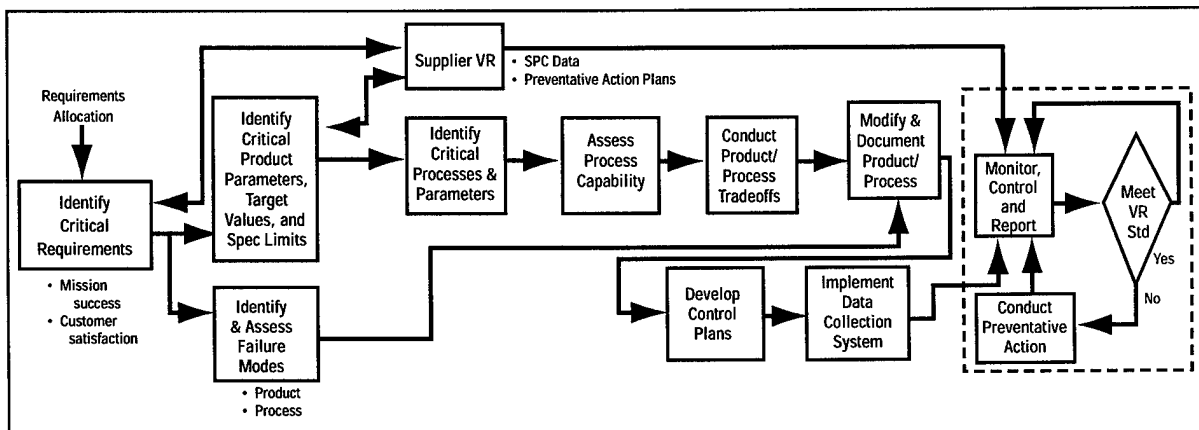 Supplier VR
• SPC Data
• Preventative Action Plans
Requirements
Allocation
Identify
Critical
Requirements
• Mission
success
• Customer
satisfaction
Identify
Critical
Product
Parameters,
Target
Values, and
Spec Limits
Identify
& Assess
Failure
Modes
• Product
• Process
Identify
Critical
Processes &
Parameters
Assess
Process
Capability
Conduct
Product/
Process
Tradeoffs
Modify &
Document
Product/
Process
Develop
Control
Plans
Implement
Data
Collection
System
Monitor,
Control
and
Report
Meet
VR
Std
Yes
No
Conduct
Preventative
Action